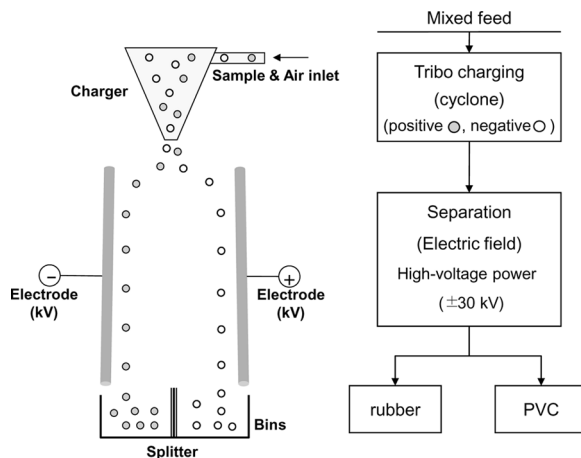 Sample & Air inlet
Charger
−
Electrode
(kV)
+
Electrode
(kV)
Bins
Splitter
Mixed feed
Tribo charging
(cyclone)
(positive , negative )
Separation
(Electric field)
High-voltage power
(±30 kV)
rubber
PVC